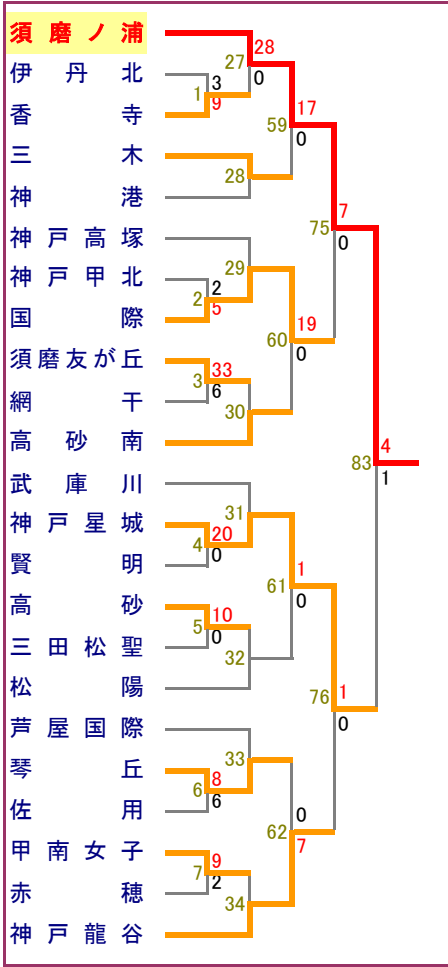 須磨ノ浦
28
27
0
伊丹北
3
1
9
香寺
17
59
0
三木
28
神港
7
75
0
神戸高塚
29
神戸甲北
2
2
5
国際
19
60
0
須磨友が丘
33
3
6
網干
30
高砂南
4
83
1
武庫川
31
神戸星城
20
4
0
賢明
1
61
0
高砂
10
5
0
三田松聖
32
松陽
1
76
0
芦屋国際
33
琴丘
8
6
6
佐用
0
62
7
甲南女子
9
7
2
赤穂
34
神戸龍谷